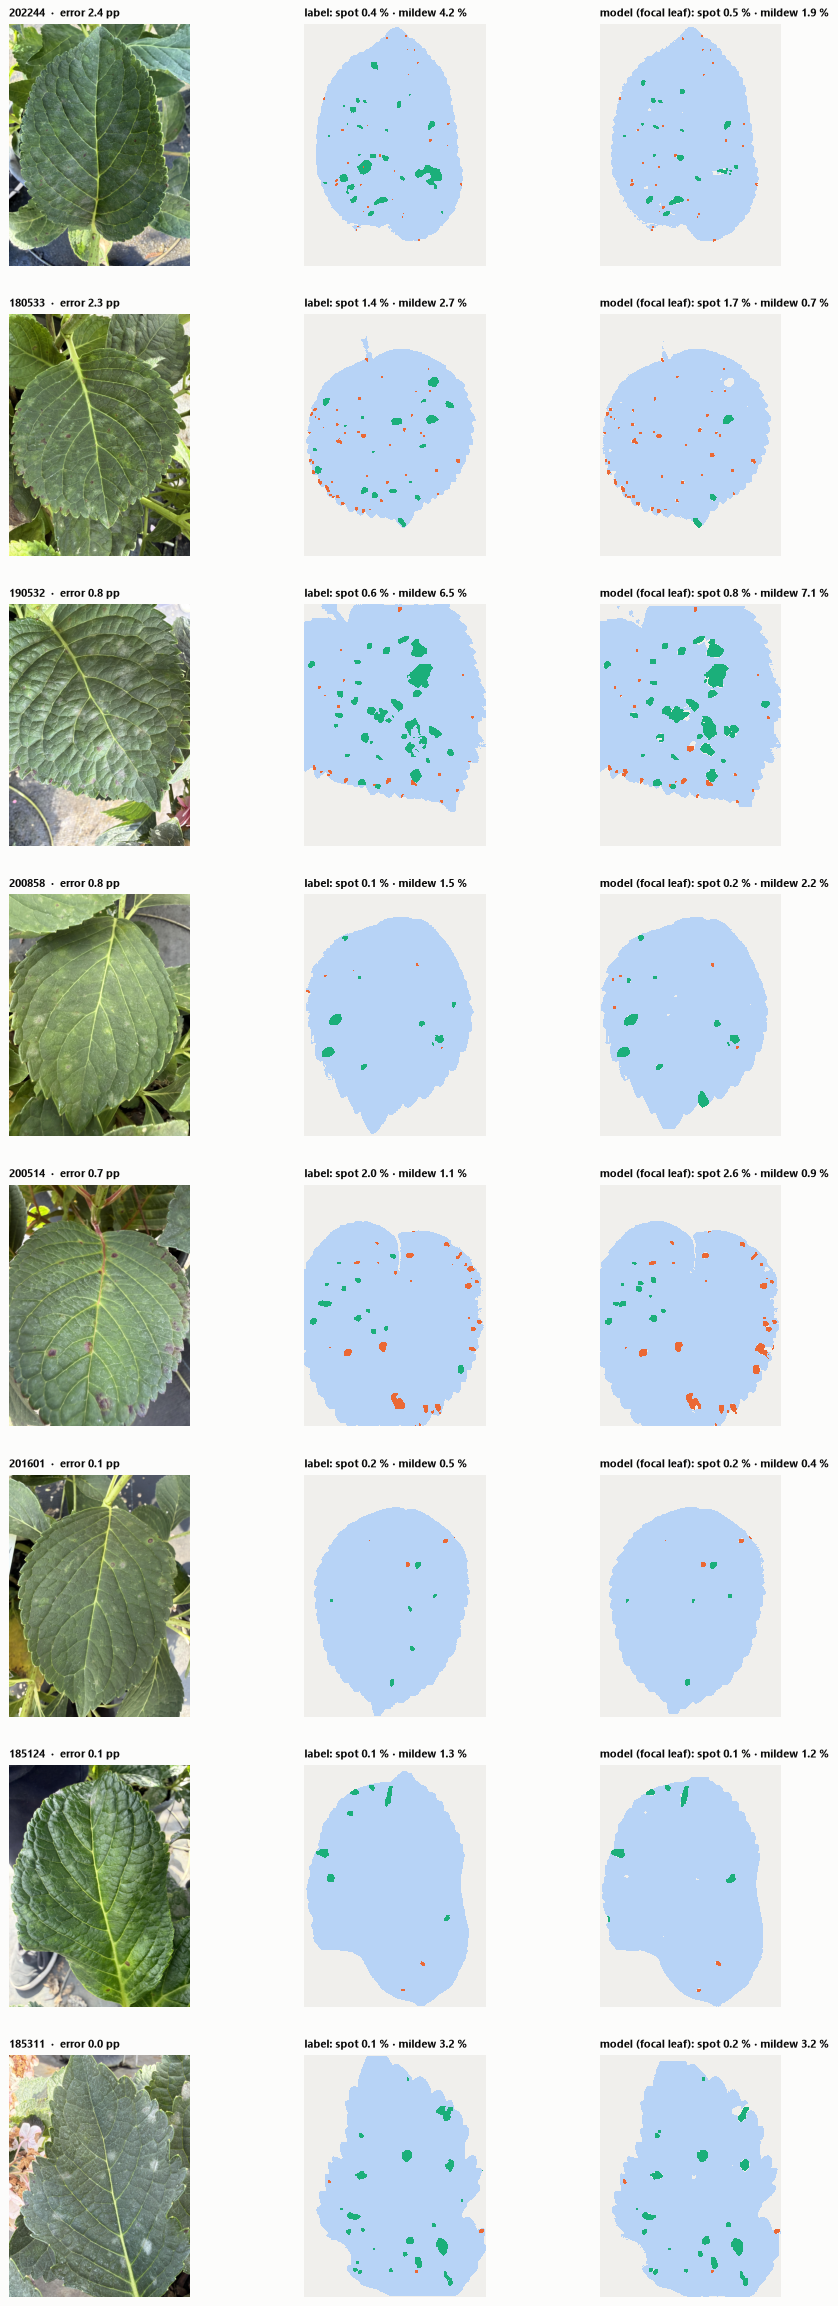 202244 · error 2.4 pp
label: spot 0.4 % · mildew 4.2 %
model (focal leaf): spot 0.5 % · mildew 1.9 %
180533 · error 2.3 pp
label: spot 1.4 % · mildew 2.7 %
model (focal leaf): spot 1.7 % · mildew 0.7 %
190532 · error 0.8 pp
label: spot 0.6 % · mildew 6.5 %
model (focal leaf): spot 0.8 % · mildew 7.1 %
200858 · error 0.8 pp
label: spot 0.1 % · mildew 1.5 %
model (focal leaf): spot 0.2 % · mildew 2.2 %
200514 · error 0.7 pp
label: spot 2.0 % · mildew 1.1 %
model (focal leaf): spot 2.6 % · mildew 0.9 %
201601 · error 0.1 pp
label: spot 0.2 % · mildew 0.5 %
model (focal leaf): spot 0.2 % · mildew 0.4 %
185124 · error 0.1 pp
label: spot 0.1 % · mildew 1.3 %
model (focal leaf): spot 0.1 % · mildew 1.2 %
185311 · error 0.0 pp
label: spot 0.1 % · mildew 3.2 %
model (focal leaf): spot 0.2 % · mildew 3.2 %